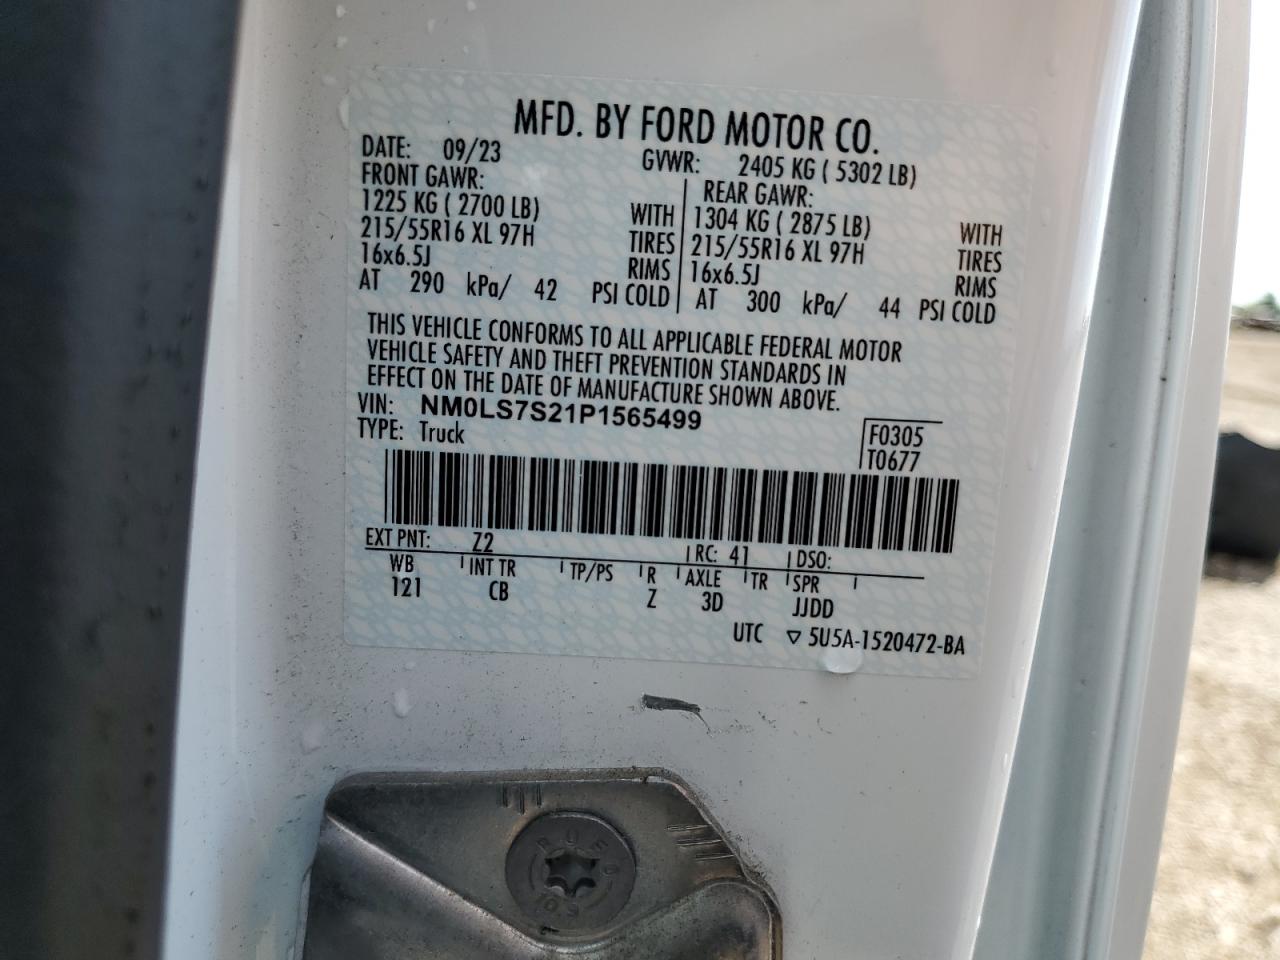 MFD. BY FORD MOTOR CO.
DATE: 09/23 GVWR: 2405 KG ( 5302 LB)
FRONT GAWR: REAR GAWR:
1225 KG ( 2700 LB) WITH 1304 KG ( 2875 LB) WITH
215/55R16 XL 97H TIRES 215/55R16 XL 97H TIRES
16x6.5J RIMS 16x6.5J RIMS
AT 290 kPa/ 42 PSI COLD AT 300 kPa/ 44 PSI COLD
THIS VEHICLE CONFORMS TO ALL APPLICABLE FEDERAL MOTOR
VEHICLE SAFETY AND THEFT PREVENTION STANDARDS IN
EFFECT ON THE DATE OF MANUFACTURE SHOWN ABOVE.
VIN: NM0LS7S21P1565499
TYPE: Truck
F0305
T0677
EXT PNT: Z2 RC: 41 DSO:
WB INT TR TP/PS R AXLE TR SPR
121 CB Z 3D JJDD
UTC ▽ 5U5A-1520472-BA
10.9